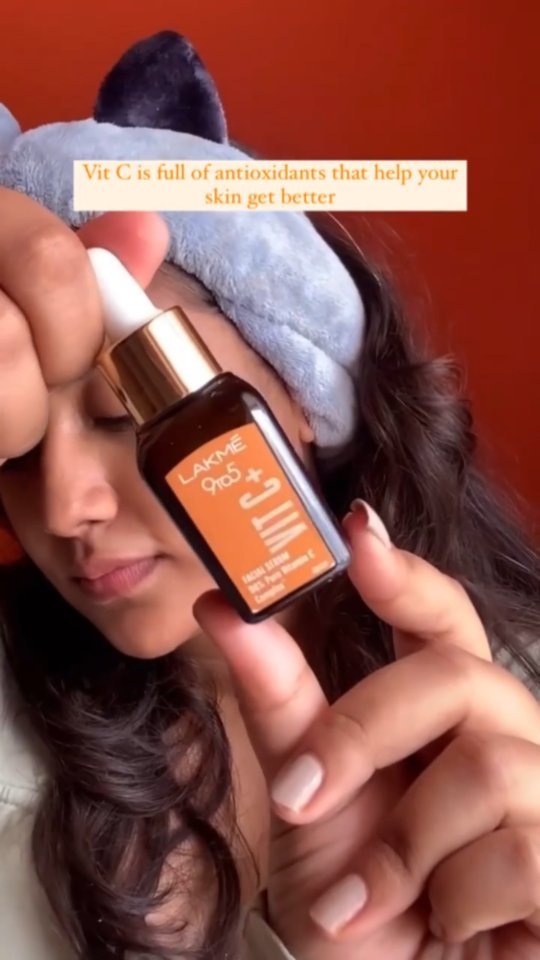 Vit C is full of antioxidants that help your
skin get better
LAKMÉ
9to5
VIT C+
FACIAL SERUM
98% Pure Vitamin C
Complex